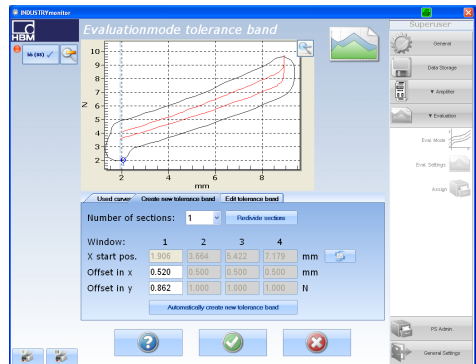 INDUSTRYmonitor
HBM
bb (88)
Evaluationmode tolerance band
10
9
8
7
6
5
4
3
2
N
2
4
6
8
mm
Used curves
Create new tolerance band
Edit tolerance band
Number of sections: 1 Redivide sections
Window: 1 2 3 4
X start pos. 1.906 3.664 5.422 7.179 mm
Offset in x 0.520 0.500 0.500 0.500 mm
Offset in y 0.862 1.000 1.000 1.000 N
Automatically create new tolerance band
Superuser
General
Data Storage
▼ Amplifier
▼ Evaluation
Eval. Mode
Eval. Settings
Assign
PS Admin.
General Settings